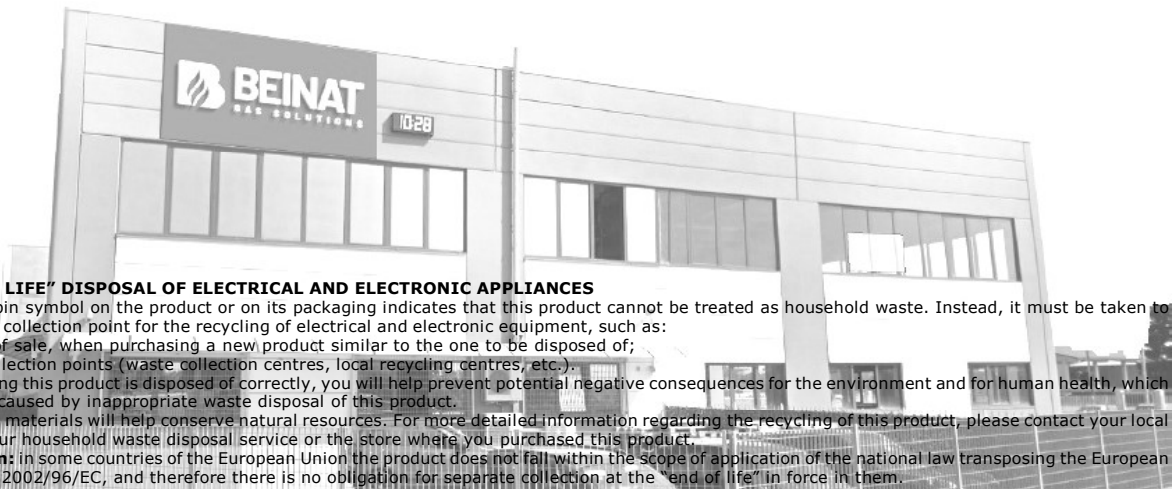 BEINAT
GAS SOLUTIONS
10:28
LIFE” DISPOSAL OF ELECTRICAL AND ELECTRONIC APPLIANCES
bin symbol on the product or on its packaging indicates that this product cannot be treated as household waste. Instead, it must be taken to
collection point for the recycling of electrical and electronic equipment, such as:
of sale, when purchasing a new product similar to the one to be disposed of;
lection points (waste collection centres, local recycling centres, etc.).
ng this product is disposed of correctly, you will help prevent potential negative consequences for the environment and for human health, which
caused by inappropriate waste disposal of this product.
materials will help conserve natural resources. For more detailed information regarding the recycling of this product, please contact your local
ur household waste disposal service or the store where you purchased this product.
n: in some countries of the European Union the product does not fall within the scope of application of the national law transposing the European
2002/96/EC, and therefore there is no obligation for separate collection at the “end of life” in force in them.